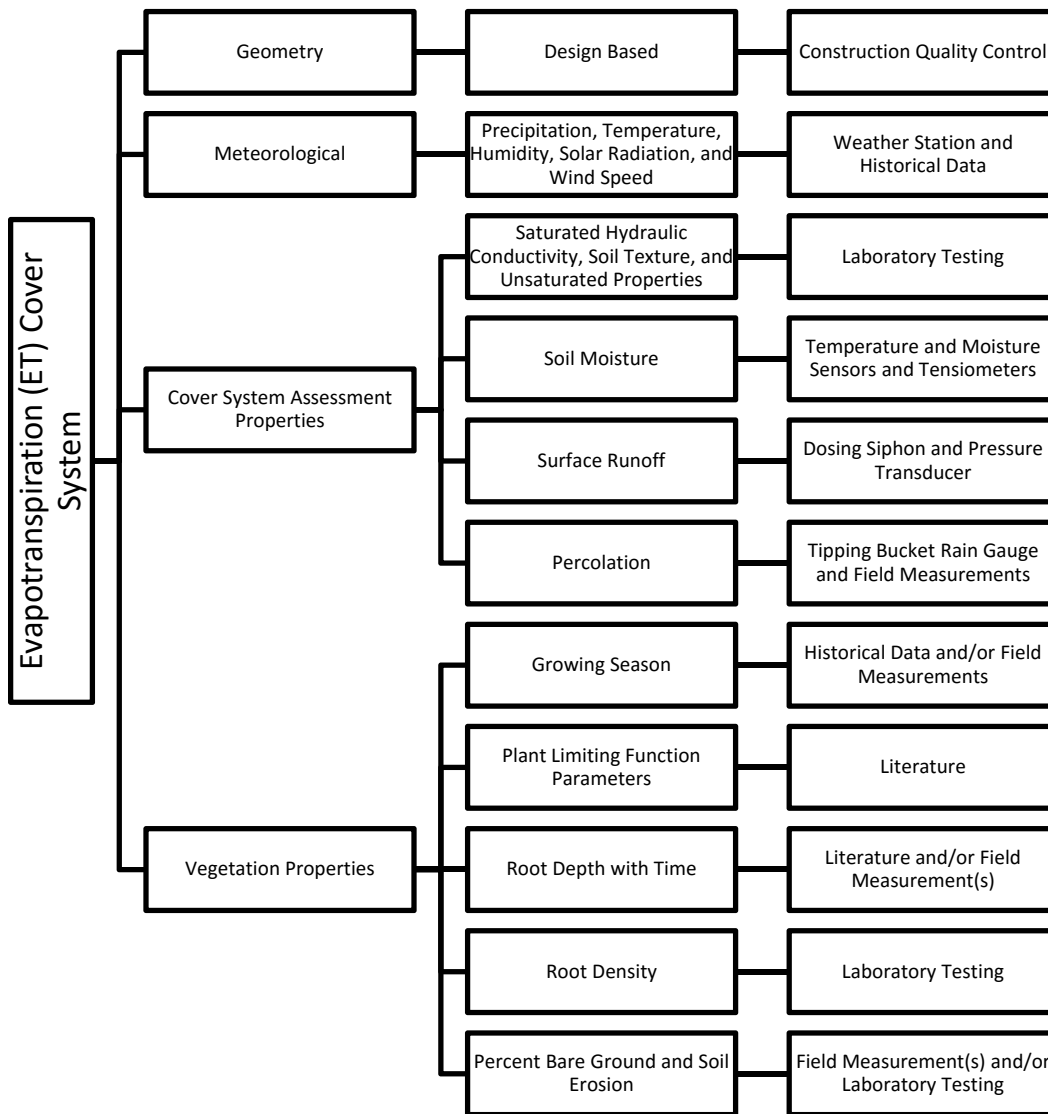 Evapotranspiration (ET) Cover
System
Geometry
Design Based
Construction Quality Control
Meteorological
Precipitation, Temperature,
Humidity, Solar Radiation, and
Wind Speed
Weather Station and
Historical Data
Cover System Assessment
Properties
Saturated Hydraulic
Conductivity, Soil Texture, and
Unsaturated Properties
Laboratory Testing
Soil Moisture
Temperature and Moisture
Sensors and Tensiometers
Surface Runoff
Dosing Siphon and Pressure
Transducer
Percolation
Tipping Bucket Rain Gauge
and Field Measurements
Vegetation Properties
Growing Season
Historical Data and/or Field
Measurements
Plant Limiting Function
Parameters
Literature
Root Depth with Time
Literature and/or Field
Measurement(s)
Root Density
Laboratory Testing
Percent Bare Ground and Soil
Erosion
Field Measurement(s) and/or
Laboratory Testing